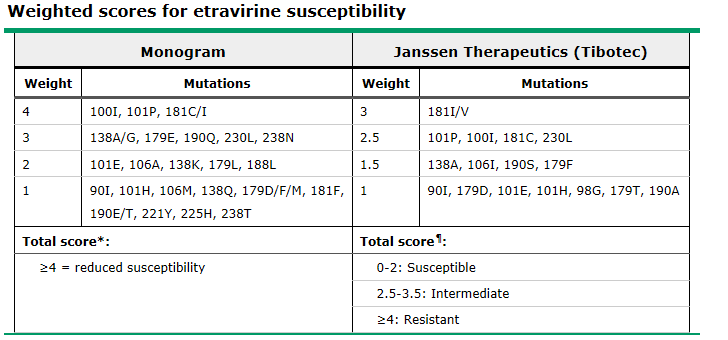 Weighted scores for etravirine susceptibility
Monogram Janssen Therapeutics (Tibotec)
Weight Mutations Weight Mutations
4 100I, 101P, 181C/I 3 181I/V
3 138A/G, 179E, 190Q, 230L, 238N 2.5 101P, 100I, 181C, 230L
2 101E, 106A, 138K, 179L, 188L 1.5 138A, 106I, 190S, 179F
1 90I, 101H, 106M, 138Q, 179D/F/M, 181F, 1 90I, 179D, 101E, 101H, 98G, 179T, 190A
190E/T, 221Y, 225H, 238T
Total score*: Total score¶:
≥4 = reduced susceptibility 0-2: Susceptible
2.5-3.5: Intermediate
≥4: Resistant